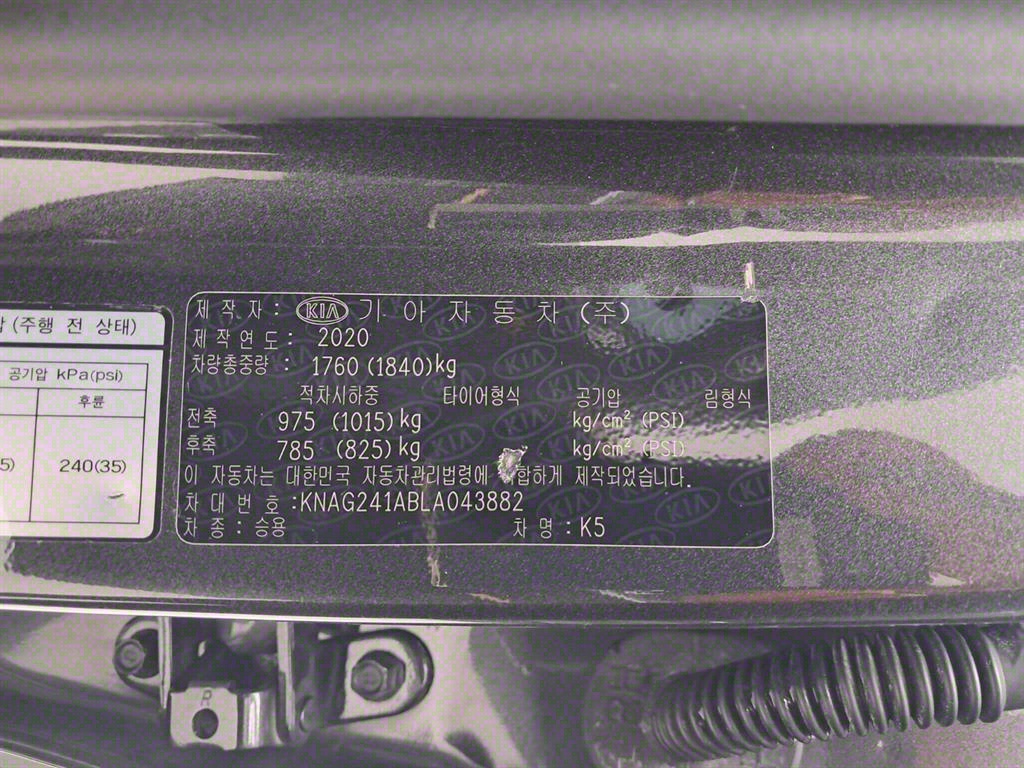 (주행 전 상태)
공기압 kPa(psi)
후륜
5) 240(35)
제 작 자 : KIA 기 아 자 동 차 (주)
제 작 연 도 : 2020
차량총중량 : 1760 (1840)kg
적차시하중 타이어형식 공기압 림형식
전축 975 (1015)kg kg/cm² (PSI)
후축 785 (825)kg kg/cm² (PSI)
이 자동차는 대한민국 자동차관리법령에 합하게 제작되었습니다.
차 대 번 호 :KNAG241ABLA043882
차 종 : 승용 차 명 : K5
R